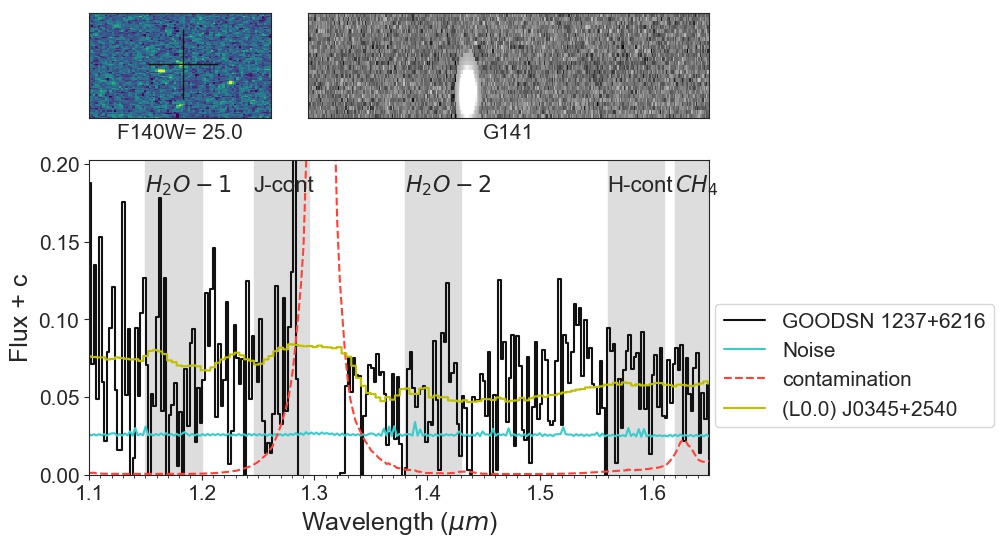 F140W= 25.0
G141
H₂O − 1
J-cont
H₂O − 2
H-cont
CH₄
0.20
0.15
0.10
0.05
0.00
Flux + c
1.1
1.2
1.3
1.4
1.5
1.6
Wavelength (μm)
GOODSN 1237+6216
Noise
contamination
(L0.0) J0345+2540